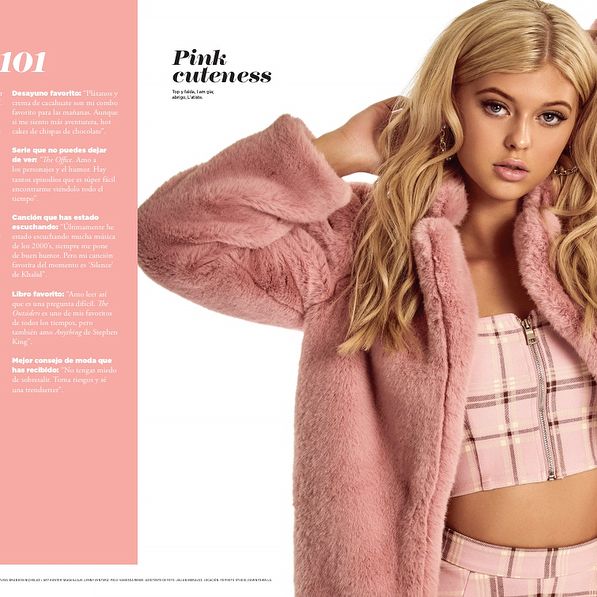 101
Desayuno favorito: "Plátanos y
crema de cacahuate son mi combo
favorito para las mañanas. Aunque
si me siento más aventurera, hot
cakes de chispas de chocolate".
Serie que no puedes dejar
de ver: "The Office. Amo a
los personajes y el humor. Hay
tantos episodios que es súper fácil
encontrarme viéndolo todo el
tiempo".
Canción que has estado
escuchando: "Últimamente he
estado escuchando mucha música
de los 2000's, siempre me pone
de buen humor. Pero mi canción
favorita del momento es 'Silence'
de Khalid".
Libro favorito: "Amo leer así
que es una pregunta difícil. The
Outsiders es uno de mis favoritos
de todos los tiempos, pero
también amo Anything de Stephen
King".
Mejor consejo de moda que
has recibido: "No tengas miedo
de sobresalir. Toma riesgos y sé
una trendsetter".
Pink
cuteness
Top y falda, I am gia;
abrigo, L'atiste.